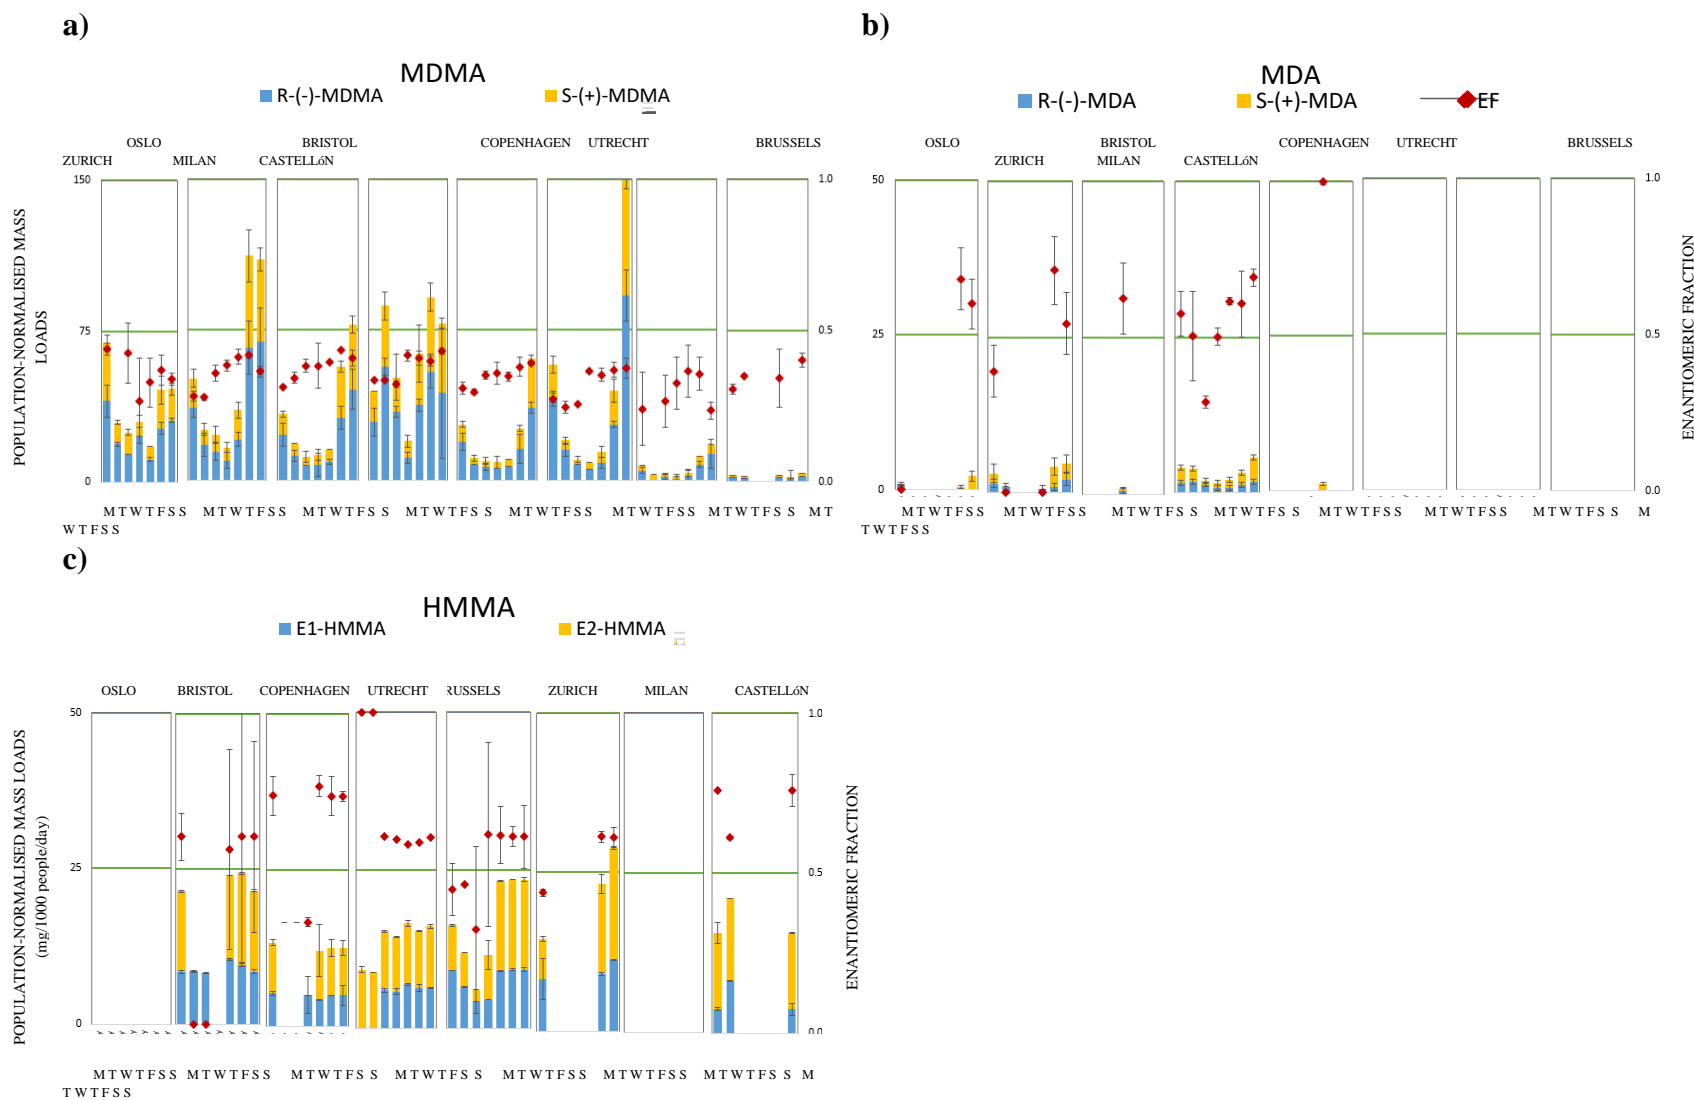 a)
MDMA
R-(-)-MDMA S-(+)-MDMA
OSLO BRISTOL COPENHAGEN UTRECHT BRUSSELS
ZURICH MILAN CASTELLóN
150
75
0
1.0
0.5
0.0
POPULATION-NORMALISED MASS
LOADS
M T W T F S S M T W T F S S M T W T F S S M T W T F S S M T W T F S S M T W T F S S M T
W T F S S
b)
MDA
R-(-)-MDA S-(+)-MDA EF
OSLO BRISTOL COPENHAGEN UTRECHT BRUSSELS
ZURICH MILAN CASTELLóN
50
25
0
1.0
0.5
0.0
ENANTIOMERIC FRACTION
M T W T F S S M T W T F S S M T W T F S S M T W T F S S M T W T F S S M T W T F S S M T W T F S S M
T W T F S S
c)
HMMA
E1-HMMA E2-HMMA
OSLO BRISTOL COPENHAGEN UTRECHT RUSSELS ZURICH MILAN CASTELLóN
50
25
0
1.0
0.5
0.0
POPULATION-NORMALISED MASS LOADS
(mg/1000 people/day)
ENANTIOMERIC FRACTION
M T W T F S S M T W T F S S M T W T F S S M T W T F S S M T W T F S S M T W T F S S M
T W T F S S